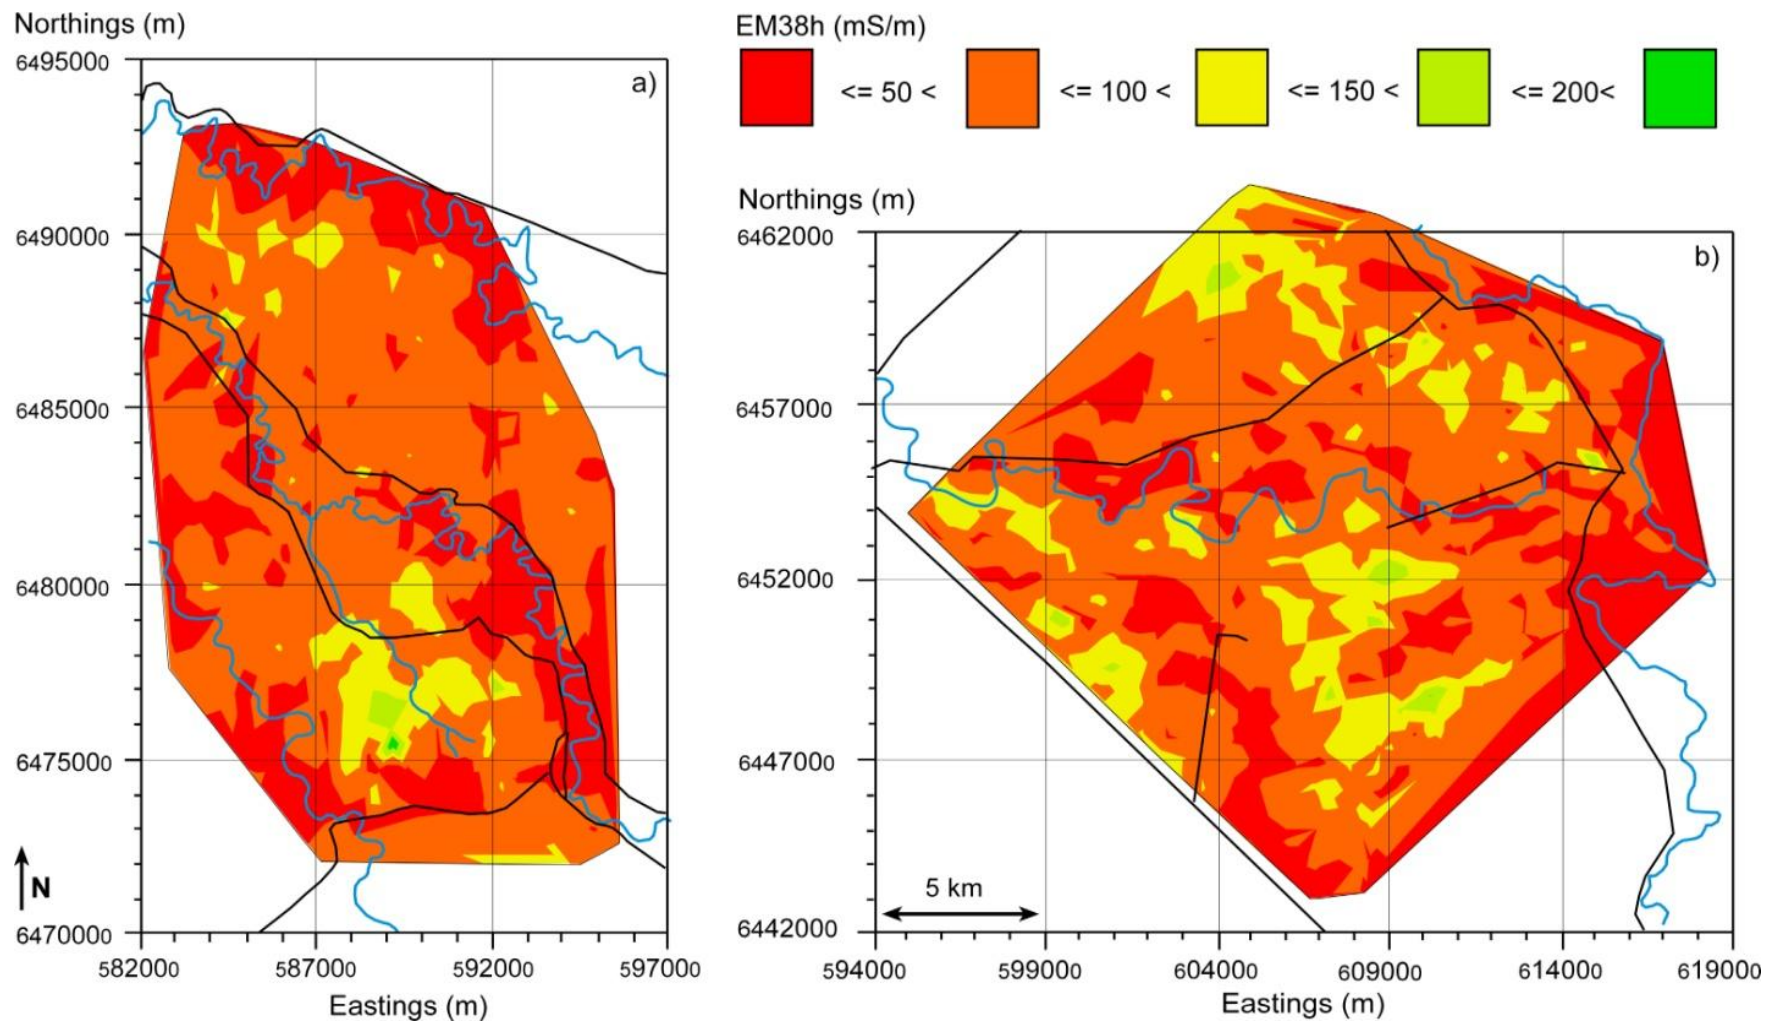 Northings (m)
6495000
6490000
6485000
6480000
6475000
6470000
a)
N
582000 587000 592000 597000
Eastings (m)
EM38h (mS/m)
<= 50 < <= 100 < <= 150 < <= 200<
Northings (m)
6462000
6457000
6452000
6447000
6442000
b)
5 km
594000 599000 604000 609000 614000 619000
Eastings (m)